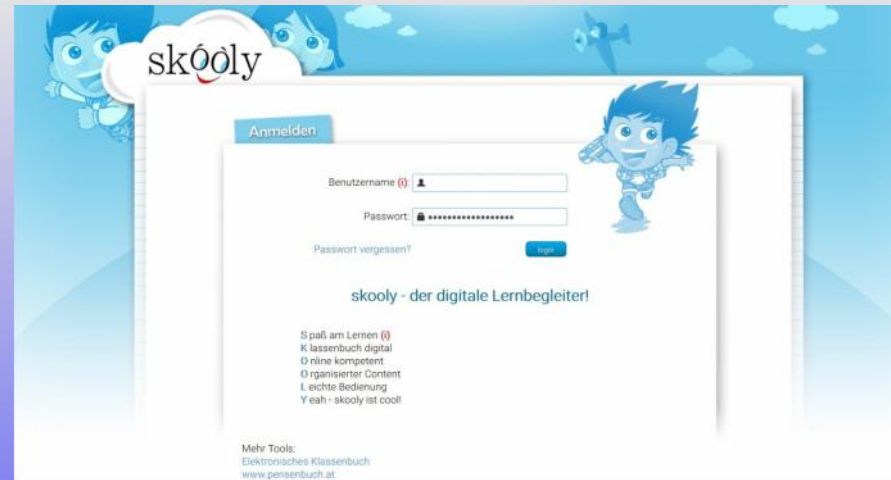 skooly
Anmelden
Benutzername (i):
Passwort: ••••••••••••••••••
Passwort vergessen? login
skooly - der digitale Lernbegleiter!
S paß am Lernen (i)
K lassenbuch digital
O nline kompetent
O rganisierter Content
L eichte Bedienung
Y eah - skooly ist cool!
Mehr Tools:
Elektronisches Klassenbuch
www.pensenbuch.at